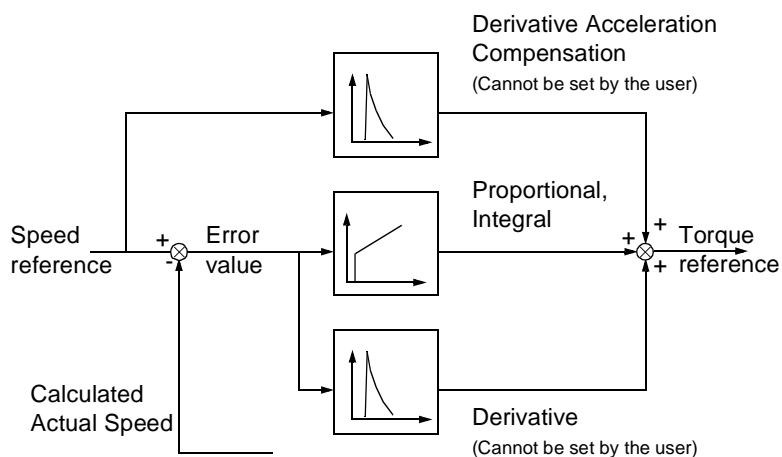 Derivative Acceleration
Compensation
(Cannot be set by the user)
Proportional,
Integral
Speed
reference
+
-
Error
value
+
+
+
Torque
reference
Calculated
Actual Speed
Derivative
(Cannot be set by the user)